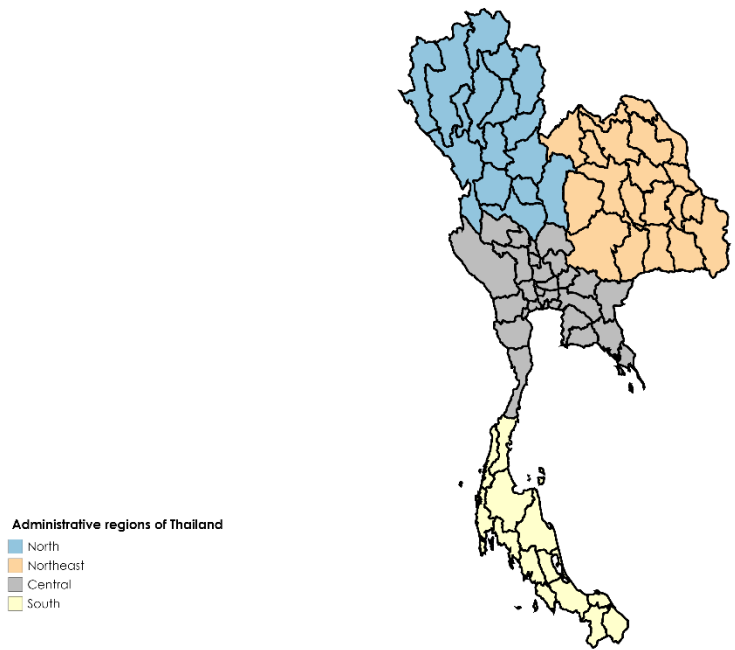 Administrative regions of Thailand
North
Northeast
Central
South